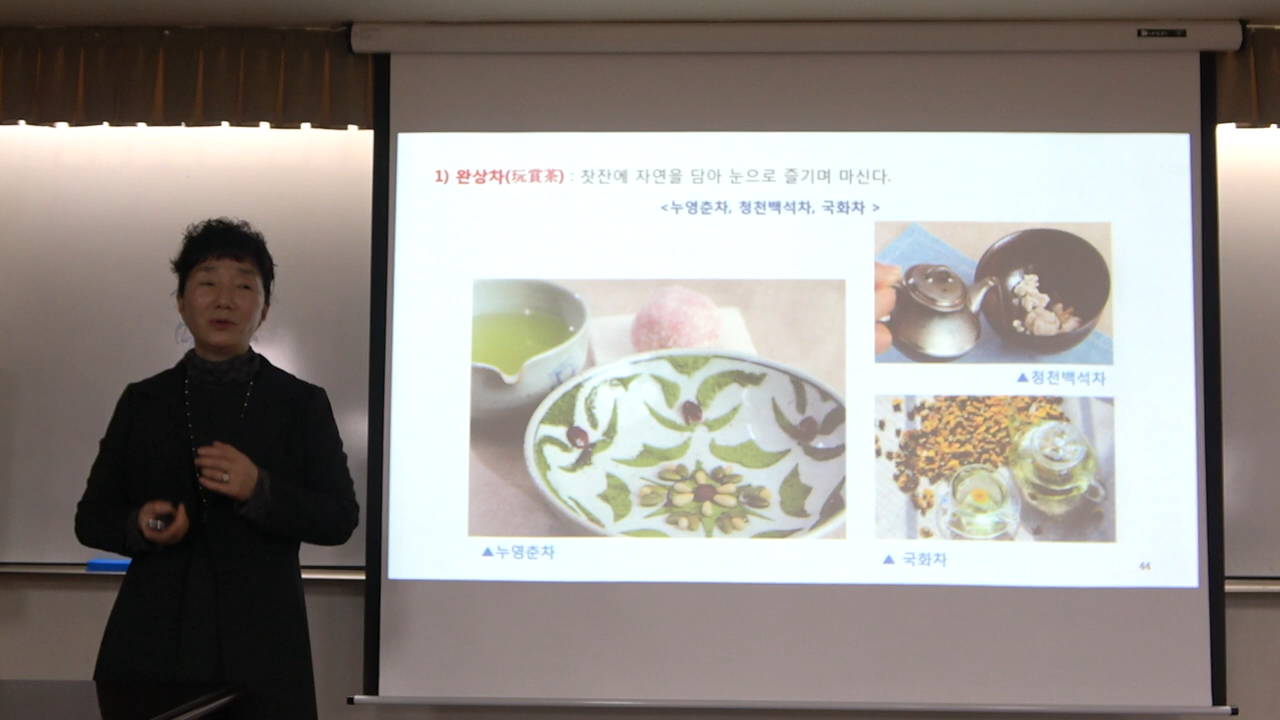 1) 완상차(玩賞茶) : 찻잔에 자연을 담아 눈으로 즐기며 마신다.
<누영춘차, 청천백석차, 국화차 >
▲청천백석차
▲누영춘차
▲ 국화차
44